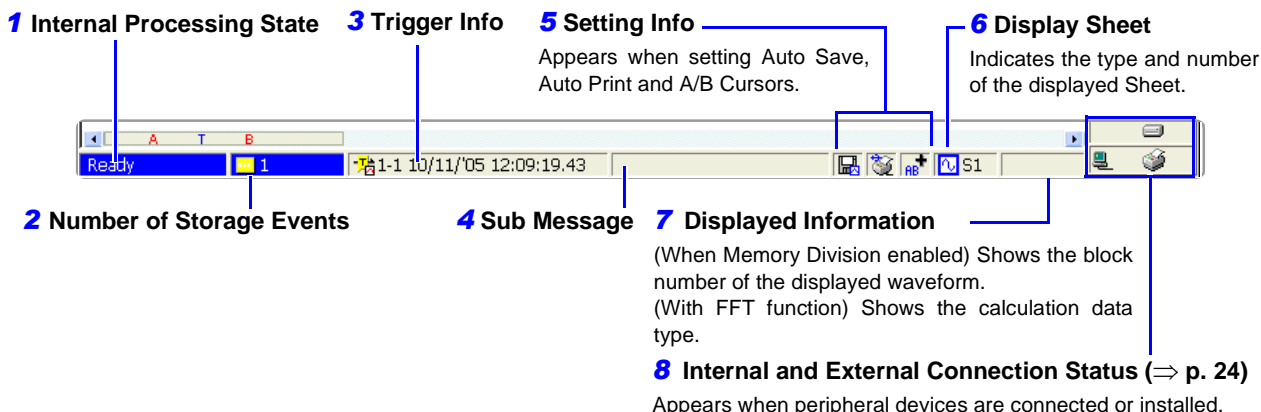 1 Internal Processing State
3 Trigger Info
5 Setting Info
Appears when setting Auto Save,
Auto Print and A/B Cursors.
6 Display Sheet
Indicates the type and number
of the displayed Sheet.
A T B
Ready
1
1-1 10/11/'05 12:09:19.43
AB
S1
2 Number of Storage Events
4 Sub Message
7 Displayed Information
(When Memory Division enabled) Shows the block
number of the displayed waveform.
(With FFT function) Shows the calculation data
type.
8 Internal and External Connection Status (⇒ p. 24)
Appears when peripheral devices are connected or installed.